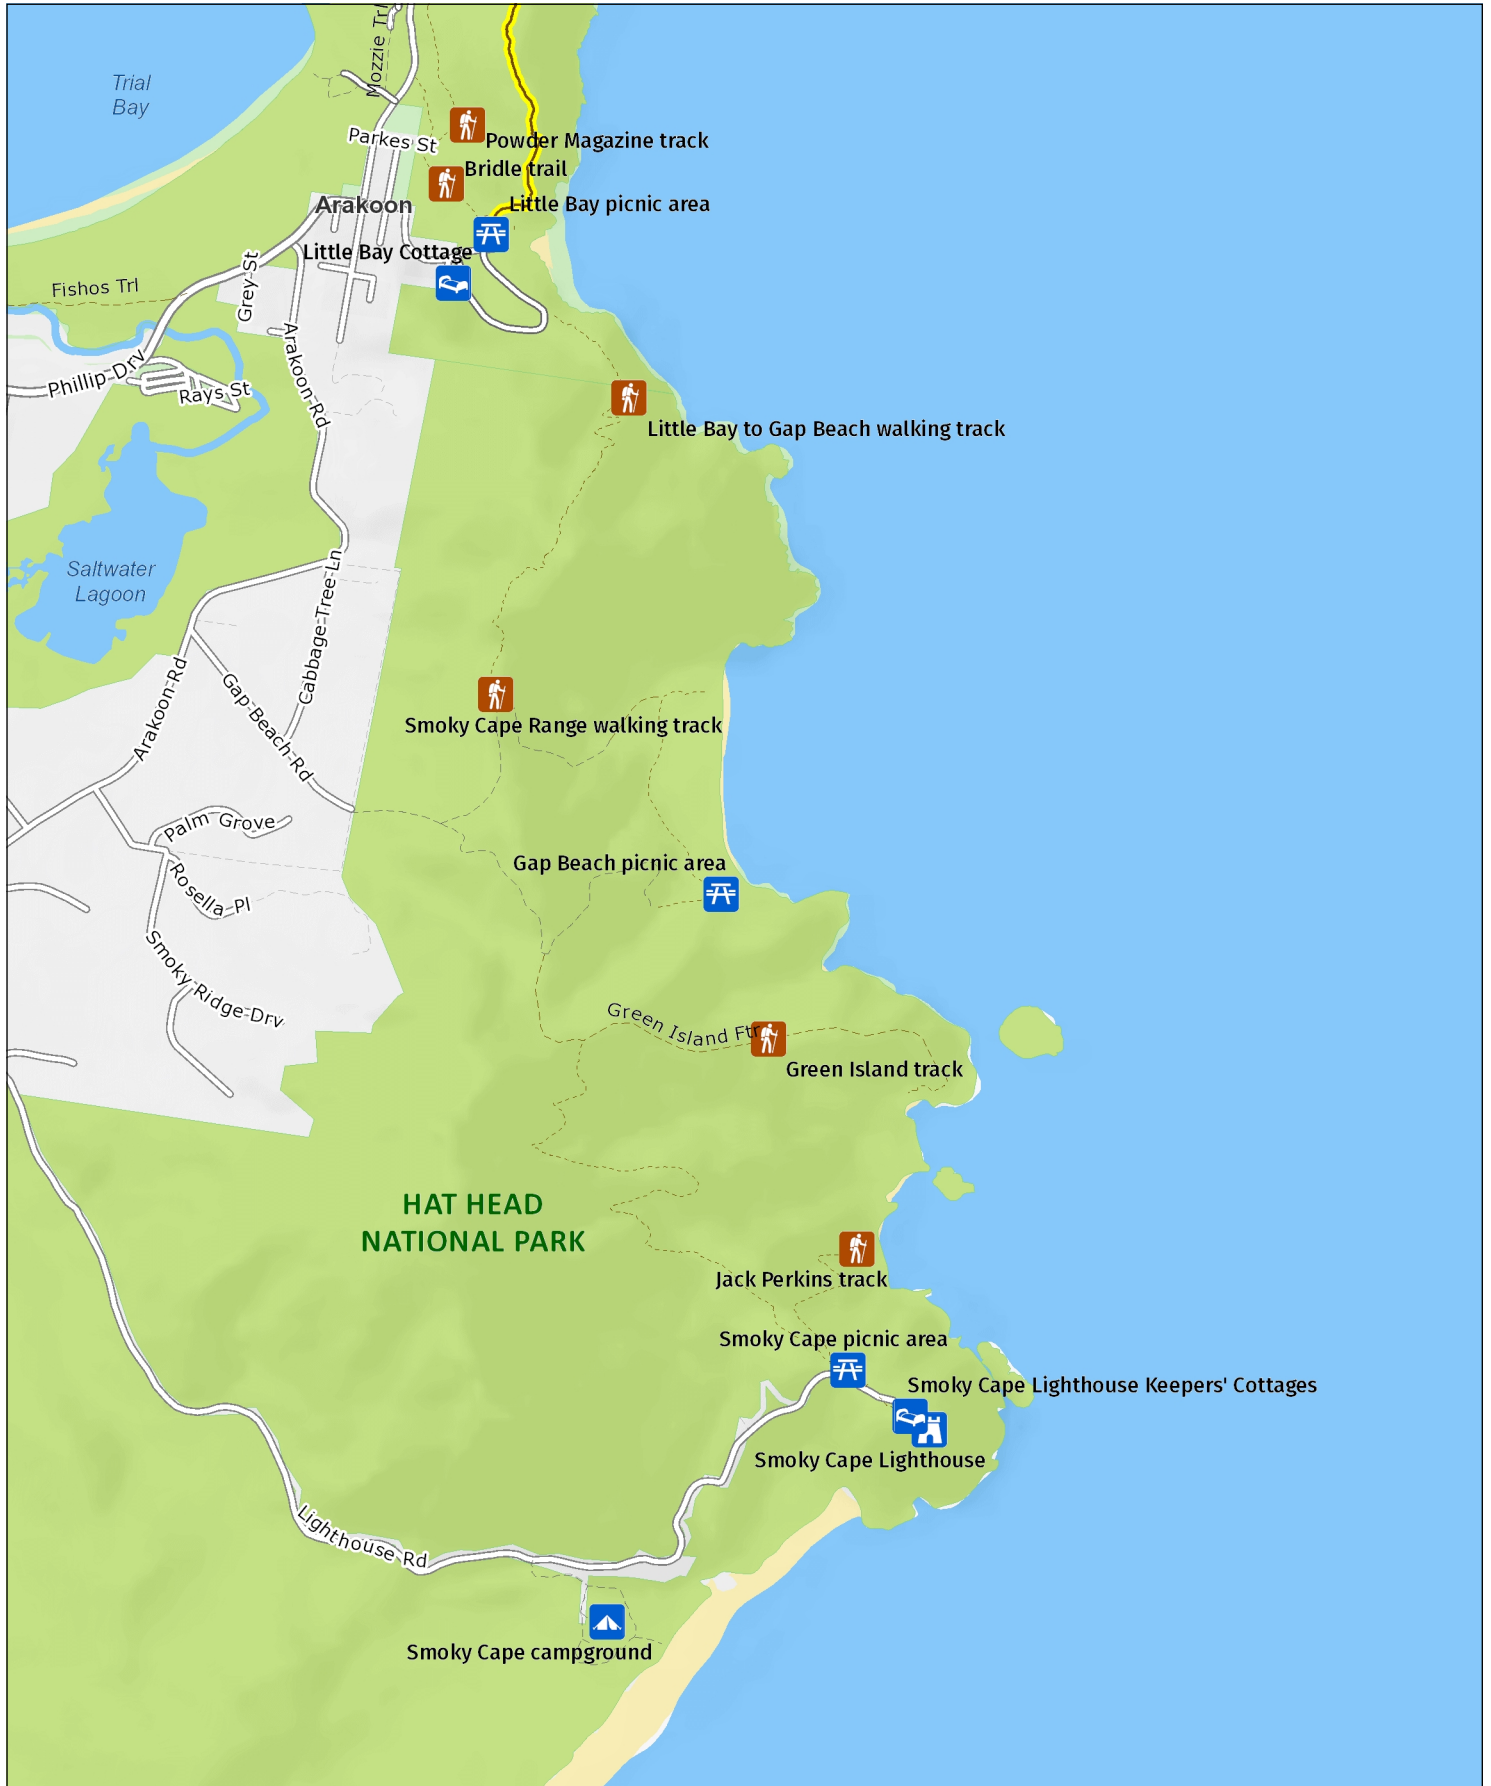 Mozzie Trl
Trial
Bay
Powder Magazine track
Parkes St
Bridle trail
Arakoon
Little Bay picnic area
Little Bay Cottage
Grey St
Fishos Trl
Phillip Drv
Rays St
Arakoon Rd
Little Bay to Gap Beach walking track
Saltwater
Lagoon
Cabbage Tree Ln
Arakoon Rd
Gap Beach Rd
Smoky Cape Range walking track
Palm Grove
Gap Beach picnic area
Rosella Pl
Smoky Ridge Drv
Green Island Ftr
Green Island track
HAT HEAD
NATIONAL PARK
Jack Perkins track
Smoky Cape picnic area
Smoky Cape Lighthouse Keepers' Cottages
Smoky Cape Lighthouse
Lighthouse Rd
Smoky Cape campground